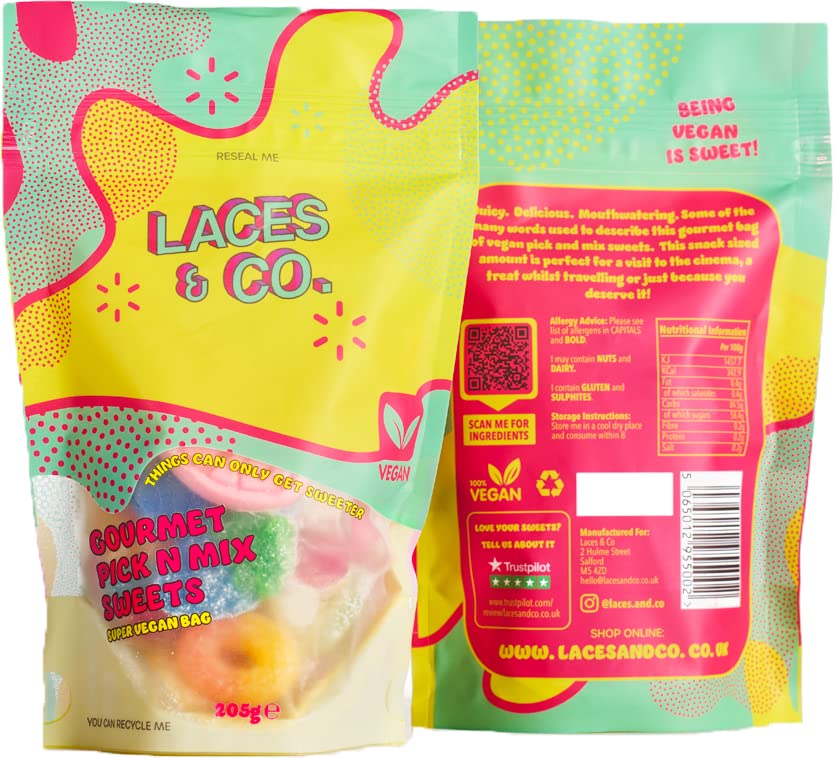 RESEAL ME
LACES
& CO.
VEGAN
THINGS CAN ONLY GET SWEETER
GOURMET
PICK N MIX
SWEETS
SUPER VEGAN BAG
205g ℮
YOU CAN RECYCLE ME
BEING
VEGAN
IS SWEET!
Juicy. Delicious. Mouthwatering. Some of the
many words used to describe this gourmet bag
of vegan pick and mix sweets. This snack sized
amount is perfect for a visit to the cinema, a
treat whilst travelling or just because you
deserve it!
SCAN ME FOR
INGREDIENTS
Allergy Advice: Please see
list of allergens in CAPITALS
and BOLD.
I may contain NUTS and
DAIRY.
I contain GLUTEN and
SULPHITES.
Storage Instructions:
Store me in a cool dry place
and consume within 8
Nutritional Information
Per 100g
KJ
KCal
Fat
of which saturates
Carbs
of which sugars
Fibre
Protein
Salt
100%
VEGAN
LOVE YOUR SWEETS?
TELL US ABOUT IT
Trustpilot
www.trustpilot.com/
review/lacesandco.co.uk
Manufactured For:
Laces & Co
2 Hulme Street
Salford
M5 4ZD
hello@lacesandco.co.uk
@laces.and.co
5 065012 955002 >
SHOP ONLINE:
WWW.LACESANDCO.CO.UK